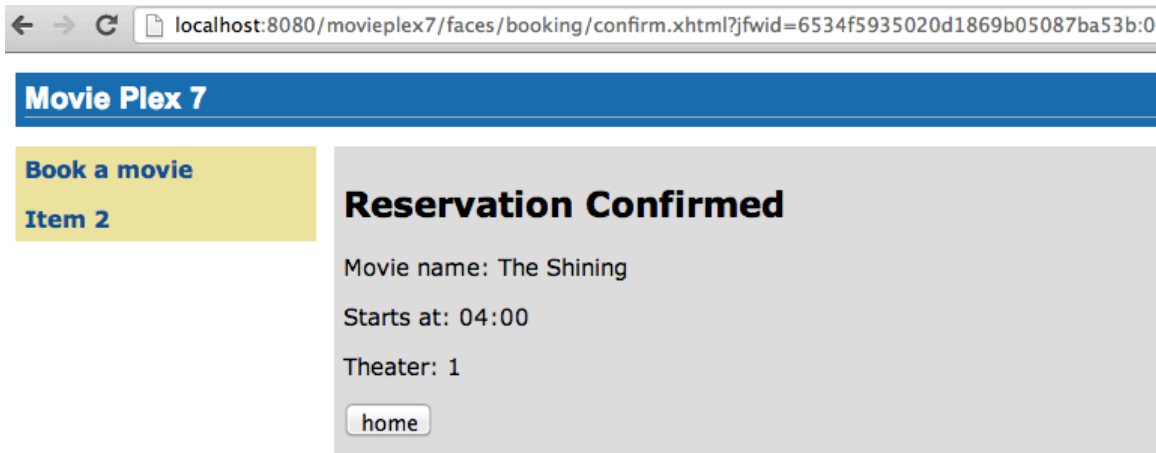 localhost:8080/movieplex7/faces/booking/confirm.xhtml?jfwid=6534f5935020d1869b05087ba53b:0
Movie Plex 7
Book a movie
Item 2
Reservation Confirmed
Movie name: The Shining
Starts at: 04:00
Theater: 1
home